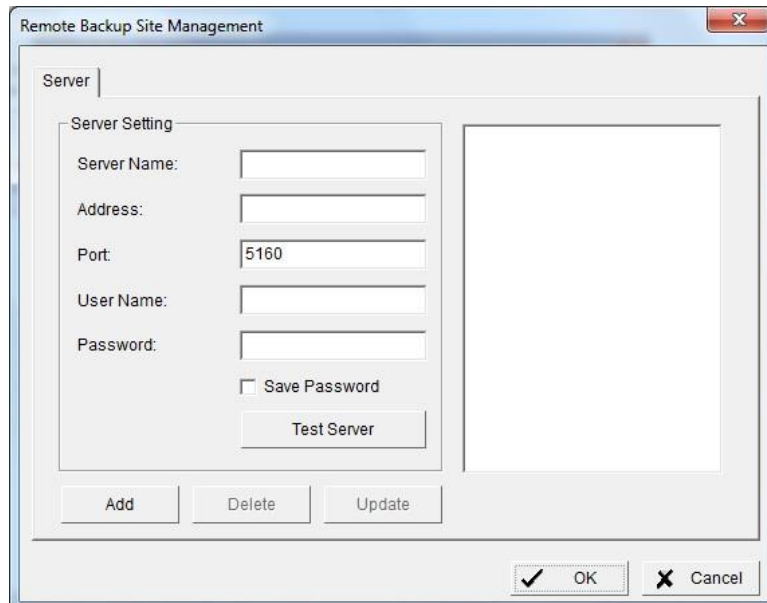 Remote Backup Site Management
Server
Server Setting
Server Name:
Address:
Port: 5160
User Name:
Password:
Save Password
Test Server
Add Delete Update
OK Cancel